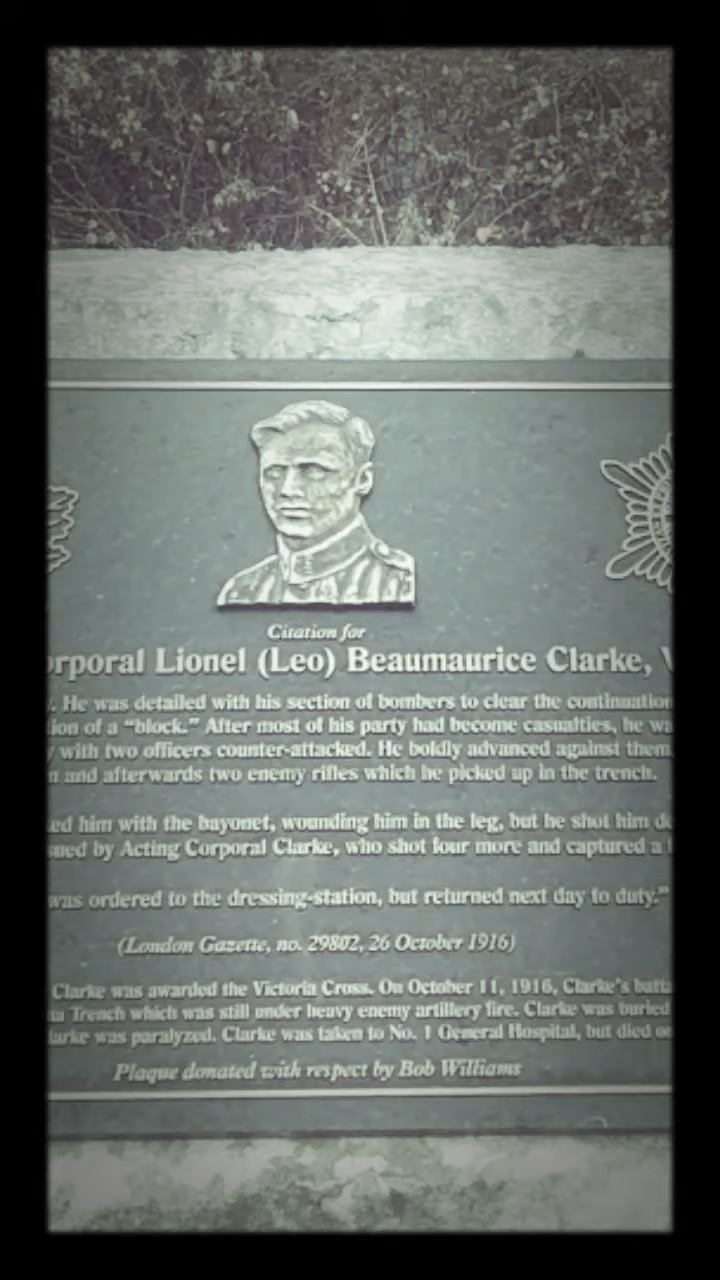 Citation for
orporal Lionel (Leo) Beaumaurice Clarke, V
. He was detailed with his section of bombers to clear the continuation
ion of a “block.” After most of his party had become casualties, he wa
y with two officers counter-attacked. He boldly advanced against them
n and afterwards two enemy rifles which he picked up in the trench.
ed him with the bayonet, wounding him in the leg, but he shot him de
sued by Acting Corporal Clarke, who shot four more and captured a
was ordered to the dressing-station, but returned next day to duty.”
(London Gazette, no. 29802, 26 October 1916)
Clarke was awarded the Victoria Cross. On October 11, 1916, Clarke’s batta
na Trench which was still under heavy enemy artillery fire. Clarke was buried
larke was paralyzed. Clarke was taken to No. 1 General Hospital, but died on
Plaque donated with respect by Bob Williams